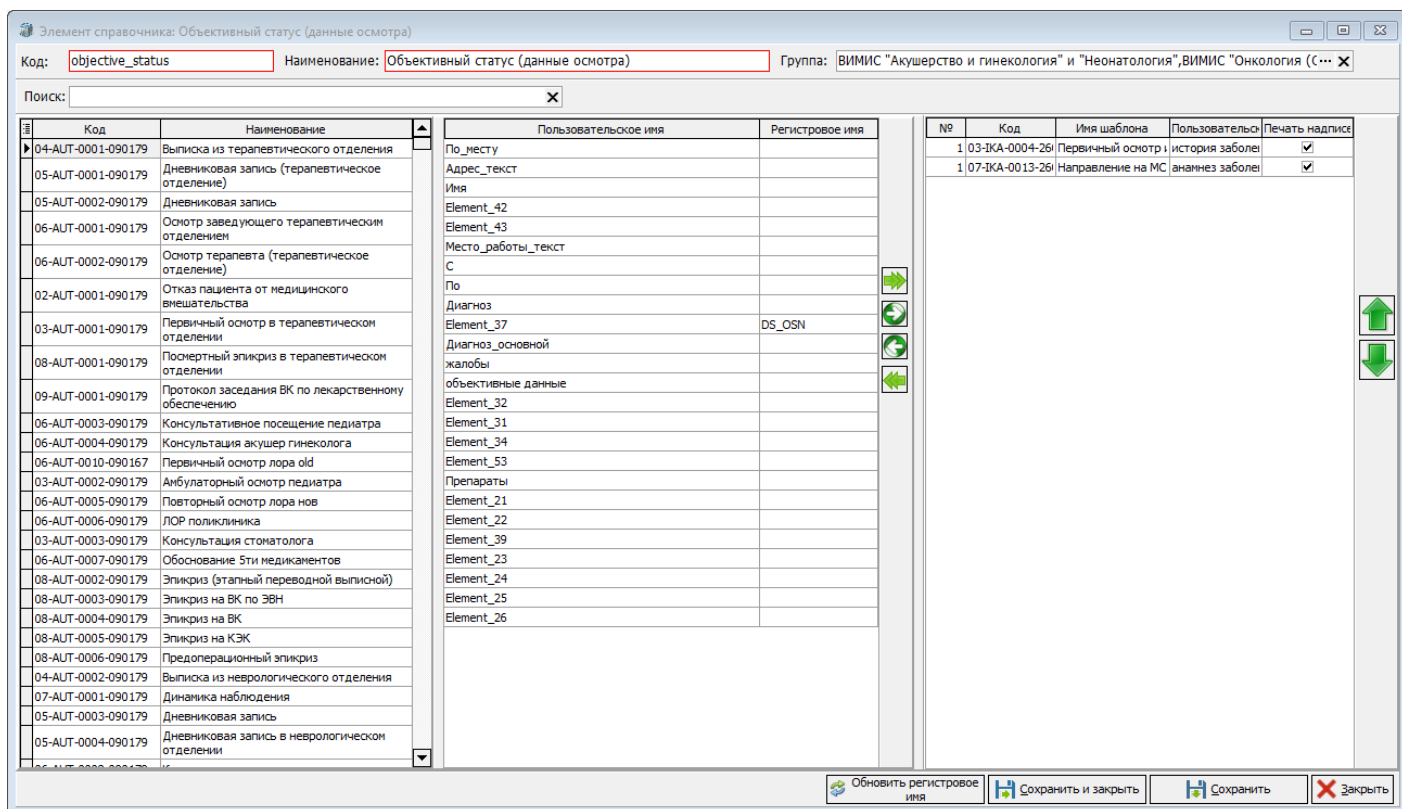 Элемент справочника: Объективный статус (данные осмотра)
Код: objective_status Наименование: Объективный статус (данные осмотра) Группа: ВИМИС "Акушерство и гинекология" и "Неонатология",ВИМИС "Онкология (С ...
Поиск:
Код Наименование
04-AUT-0001-090179 Выписка из терапевтического отделения
05-AUT-0001-090179 Дневниковая запись (терапевтическое
отделение)
05-AUT-0002-090179 Дневниковая запись
06-AUT-0001-090179 Осмотр заведующего терапевтическим
отделением
06-AUT-0002-090179 Осмотр терапевта (терапевтическое
отделение)
02-AUT-0001-090179 Отказ пациента от медицинского
вмешательства
03-AUT-0001-090179 Первичный осмотр в терапевтическом
отделении
08-AUT-0001-090179 Посмертный эпикриз в терапевтическом
отделении
09-AUT-0001-090179 Протокол заседания ВК по лекарственному
обеспечению
06-AUT-0003-090179 Консультативное посещение педиатра
06-AUT-0004-090179 Консультация акушер гинеколога
06-AUT-0010-090167 Первичный осмотр лора old
03-AUT-0002-090179 Амбулаторный осмотр педиатра
06-AUT-0005-090179 Повторный осмотр лора нов
06-AUT-0006-090179 ЛОР поликлиника
03-AUT-0003-090179 Консультация стоматолога
06-AUT-0007-090179 Обоснование 5ти медикаментов
08-AUT-0002-090179 Эпикриз (этапный переводной выписной)
08-AUT-0003-090179 Эпикриз на ВК по ЭВН
08-AUT-0004-090179 Эпикриз на ВК
08-AUT-0005-090179 Эпикриз на КЭК
08-AUT-0006-090179 Предоперационный эпикриз
04-AUT-0002-090179 Выписка из неврологического отделения
07-AUT-0001-090179 Динамика наблюдения
05-AUT-0003-090179 Дневниковая запись
05-AUT-0004-090179 Дневниковая запись в неврологическом
отделении
Пользовательское имя Регистровое имя
По_месту
Адрес_текст
Имя
Element_42
Element_43
Место_работы_текст
С
По
Диагноз
Element_37 DS_OSN
Диагноз_основной
жалобы
объективные данные
Element_32
Element_31
Element_34
Element_53
Препараты
Element_21
Element_22
Element_39
Element_23
Element_24
Element_25
Element_26
№ Код Имя шаблона Пользовательск Печать надписе
1 03-IKA-0004-26 Первичный осмотр и история заболе
1 07-IKA-0013-26 Направление на МС анамнез заболе
Обновить регистровое
имя
Сохранить и закрыть
Сохранить
Закрыть